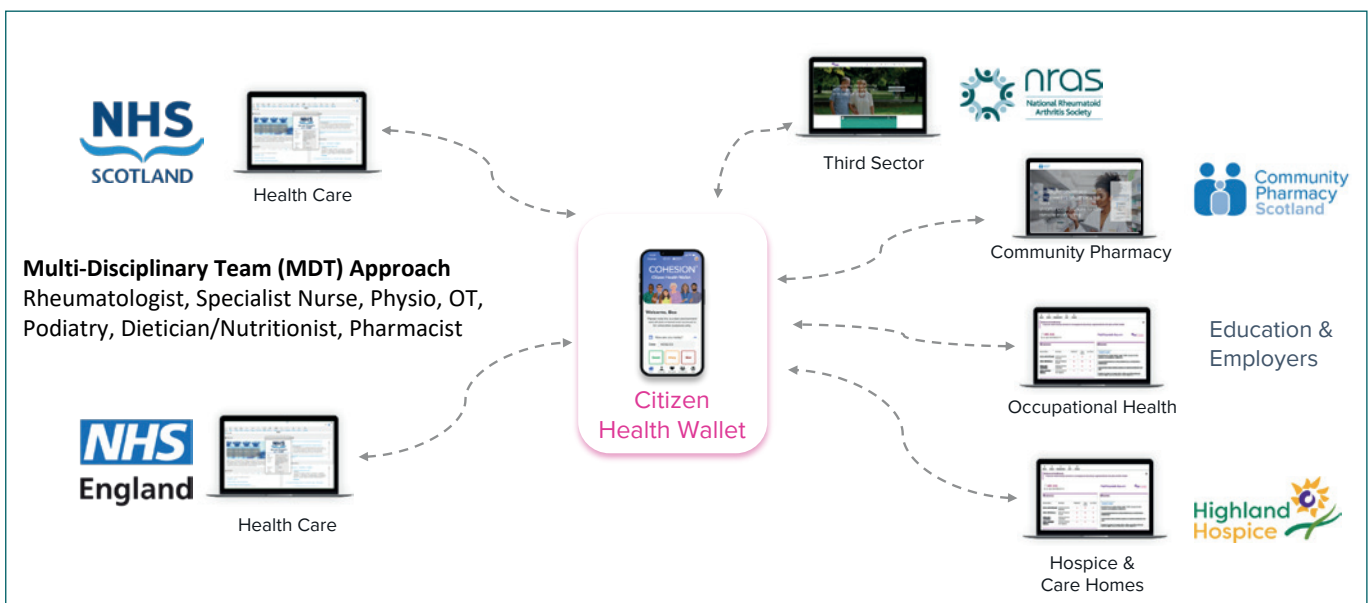 NHS
SCOTLAND
Health Care
Multi-Disciplinary Team (MDT) Approach
Rheumatologist, Specialist Nurse, Physio, OT,
Podiatry, Dietician/Nutritionist, Pharmacist
NHS
England
Health Care
COHESION
Citizen Health Wallet
Welcome, Bea
Citizen
Health Wallet
Third Sector
nras
National Rheumatoid
Arthritis Society
Community Pharmacy
Community
Pharmacy
Scotland
Occupational Health
Education &
Employers
Hospice &
Care Homes
Highland
Hospice